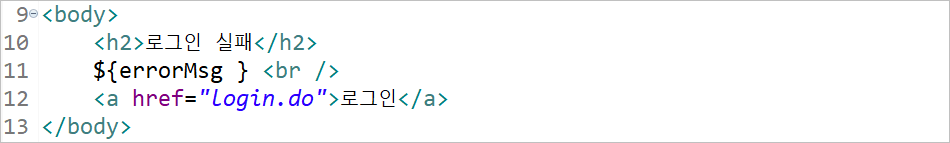 9 <body>
10     <h2>로그인 실패</h2>
11     ${errorMsg } <br />
12     <a href="login.do">로그인</a>
13 </body>